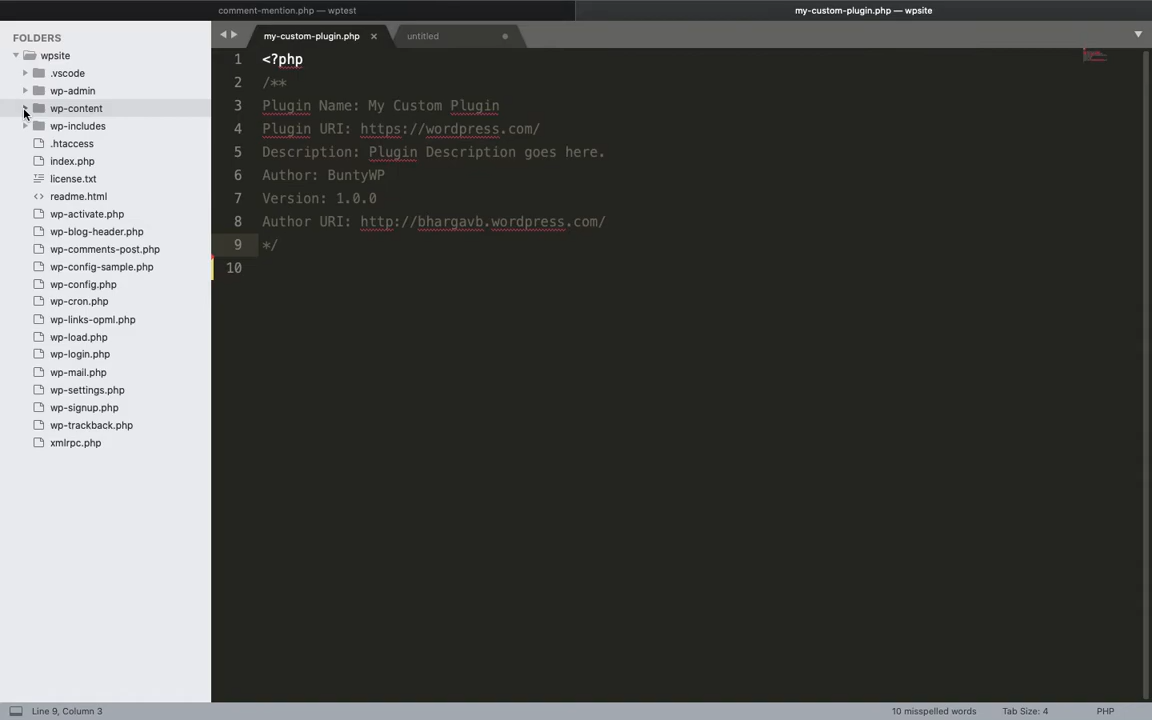 comment-mention.php — wptest
my-custom-plugin.php — wpsite
FOLDERS
wpsite
.vscode
wp-admin
wp-content
wp-includes
.htaccess
index.php
license.txt
readme.html
wp-activate.php
wp-blog-header.php
wp-comments-post.php
wp-config-sample.php
wp-config.php
wp-cron.php
wp-links-opml.php
wp-load.php
wp-login.php
wp-mail.php
wp-settings.php
wp-signup.php
wp-trackback.php
xmlrpc.php
my-custom-plugin.php
untitled
1 <?php
2 /**
3 Plugin Name: My Custom Plugin
4 Plugin URI: https://wordpress.com/
5 Description: Plugin Description goes here.
6 Author: BuntyWP
7 Version: 1.0.0
8 Author URI: http://bhargavb.wordpress.com/
9 */
10
Line 9, Column 3
10 misspelled words
Tab Size: 4
PHP